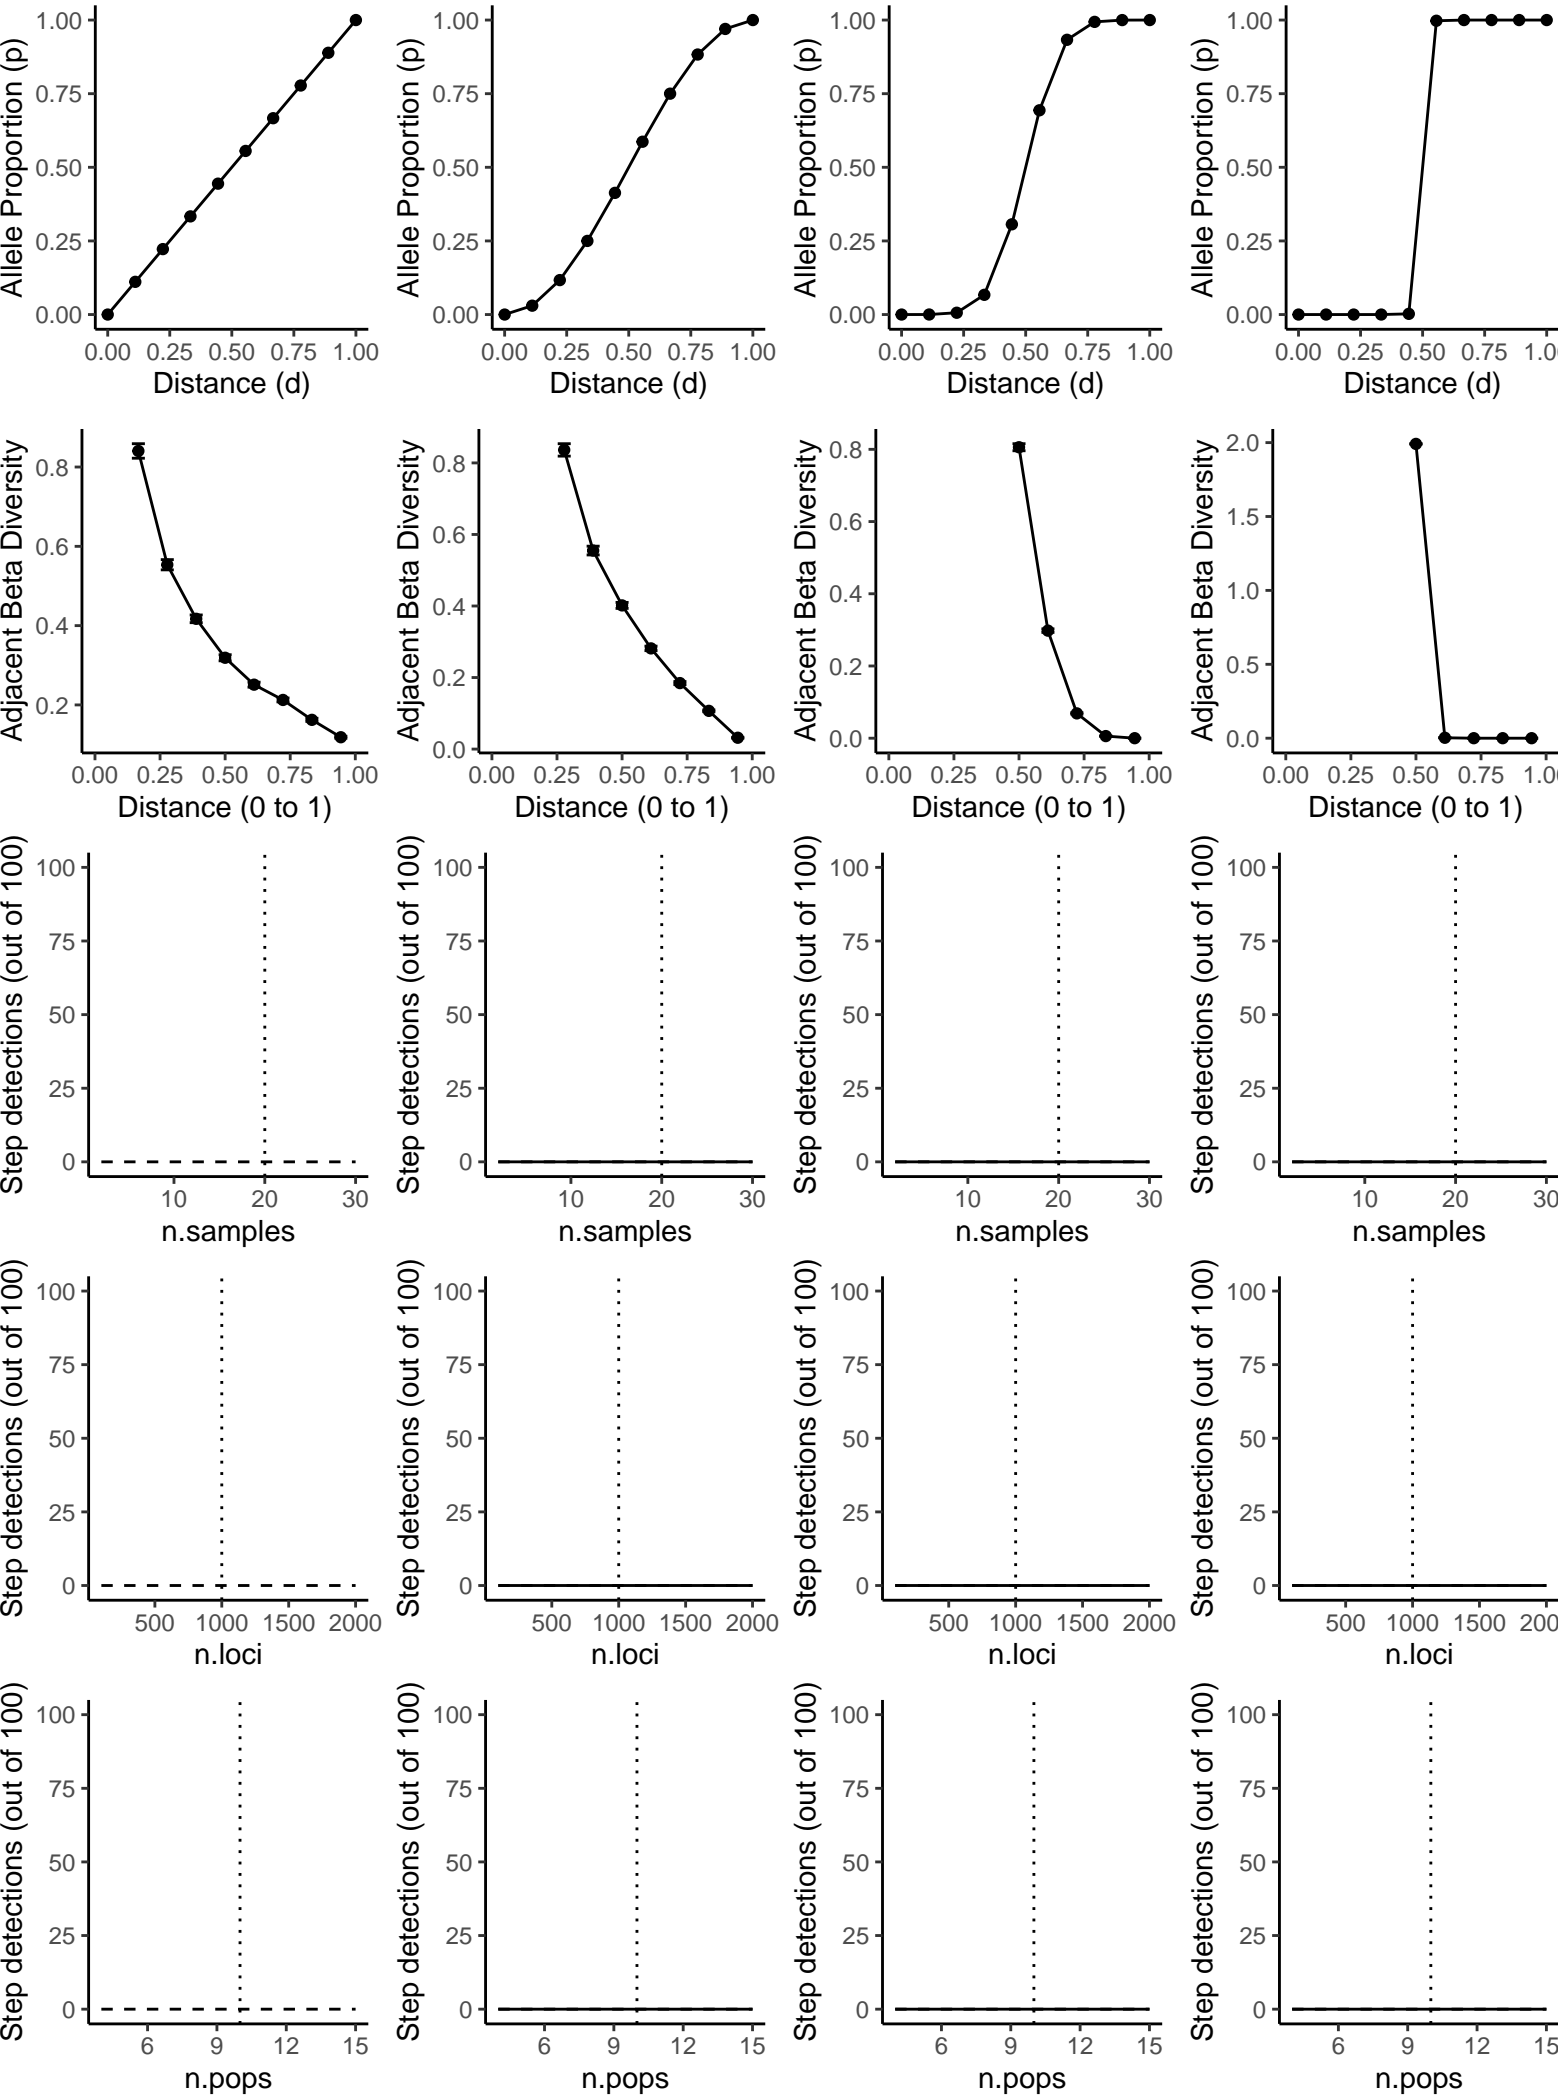 Allele Proportion (p) Allele Proportion (p) Allele Proportion (p) Allele Proportion (p)
1.00 1.00 1.00 1.00
0.75 0.75 0.75 0.75
0.50 0.50 0.50 0.50
0.25 0.25 0.25 0.25
0.00 0.00 0.00 0.00
0.00 0.25 0.50 0.75 1.00 0.00 0.25 0.50 0.75 1.00 0.00 0.25 0.50 0.75 1.00 0.00 0.25 0.50 0.75
Distance (d) Distance (d) Distance (d) Distance (d)
Adjacent Beta Diversity Adjacent Beta Diversity Adjacent Beta Diversity Adjacent Beta Diversity
0.8 0.8 0.8 2.0
0.6 0.6 0.6 1.5
0.4 0.4 0.4 1.0
0.2 0.2 0.2 0.5
0.0 0.0 0.0
0.00 0.25 0.50 0.75 1.00 0.00 0.25 0.50 0.75 1.00 0.00 0.25 0.50 0.75 1.00 0.00 0.25 0.50 0.75
Distance (0 to 1) Distance (0 to 1) Distance (0 to 1) Distance (0 to 1)
Step detections (out of 100) Step detections (out of 100) Step detections (out of 100) Step detections (out of 100)
100 100 100 100
75 75 75 75
50 50 50 50
25 25 25 25
0 0 0 0
10 20 30 10 20 30 10 20 30 10 20 30
n.samples n.samples n.samples n.samples
Step detections (out of 100) Step detections (out of 100) Step detections (out of 100) Step detections (out of 100)
100 100 100 100
75 75 75 75
50 50 50 50
25 25 25 25
0 0 0 0
500 1000 1500 2000 500 1000 1500 2000 500 1000 1500 2000 500 1000 1500 200
n.loci n.loci n.loci n.loci
Step detections (out of 100) Step detections (out of 100) Step detections (out of 100) Step detections (out of 100)
100 100 100 100
75 75 75 75
50 50 50 50
25 25 25 25
0 0 0 0
6 9 12 15 6 9 12 15 6 9 12 15 6 9 12 15
n.pops n.pops n.pops n.pops